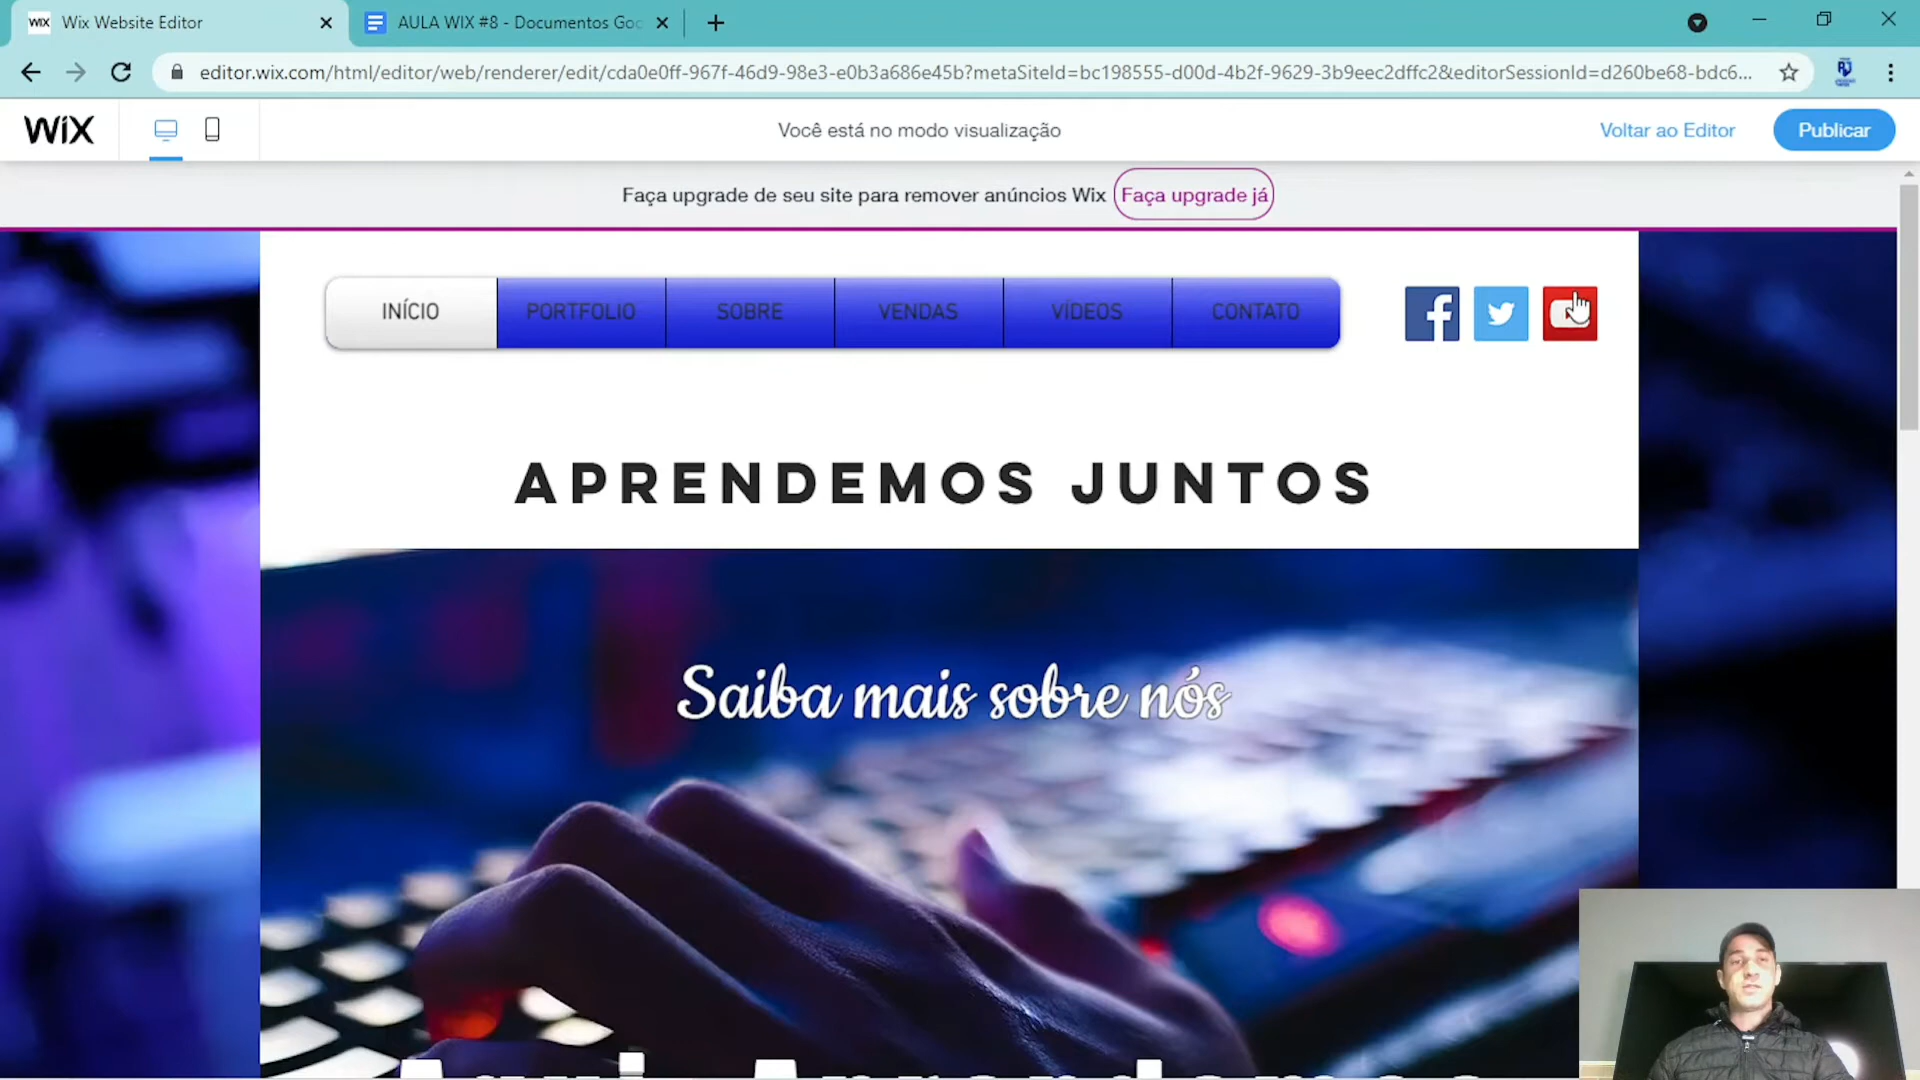 WIX Wix Website Editor
AULA WIX #8 - Documentos Goo
editor.wix.com/html/editor/web/renderer/edit/cda0e0ff-967f-46d9-98e3-e0b3a686e45b?metaSiteId=bc198555-d00d-4b2f-9629-3b9eec2dffc2&editorSessionId=d260be68-bdc6...
WiX
Você está no modo visualização
Voltar ao Editor
Publicar
Faça upgrade de seu site para remover anúncios Wix
Faça upgrade já
INÍCIO
PORTFOLIO
SOBRE
VENDAS
VÍDEOS
CONTATO
APRENDEMOS JUNTOS
Saiba mais sobre nós